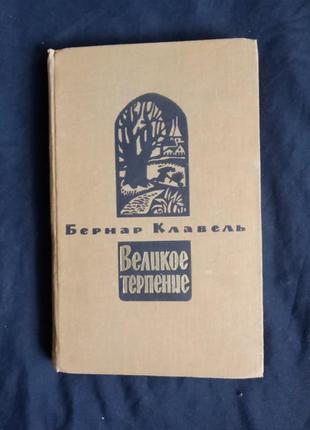 Бернар Клавель
Великое
терпение